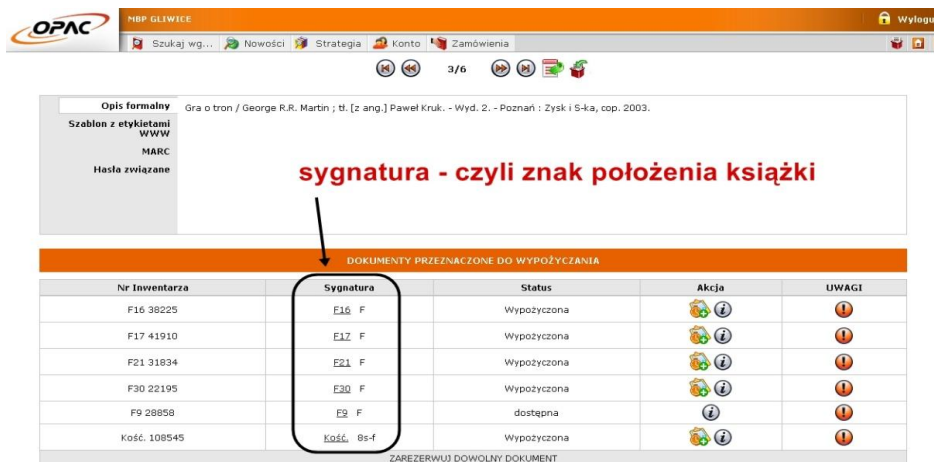 OPAC
MBP GLIWICE
Wylogu
Szukaj wg... Nowości Strategia Konto Zamówienia
3/6
Opis formalny
Gra o tron / George R.R. Martin ; tł. [z ang.] Paweł Kruk. - Wyd. 2. - Poznań : Zysk i S-ka, cop. 2003.
Szablon z etykietami
WWW
MARC
Hasła związane
sygnatura - czyli znak położenia książki
DOKUMENTY PRZEZNACZONE DO WYPOŻYCZANIA
Nr Inwentarza Sygnatura Status Akcja UWAGI
F16 38225 F16 F Wypożyczona
F17 41910 F17 F Wypożyczona
F21 31834 F21 F Wypożyczona
F30 22195 F30 F Wypożyczona
F9 28858 F9 F dostępna
Kość. 108545 Kość. 8s-f Wypożyczona
ZAREZERWUJ DOWOLNY DOKUMENT